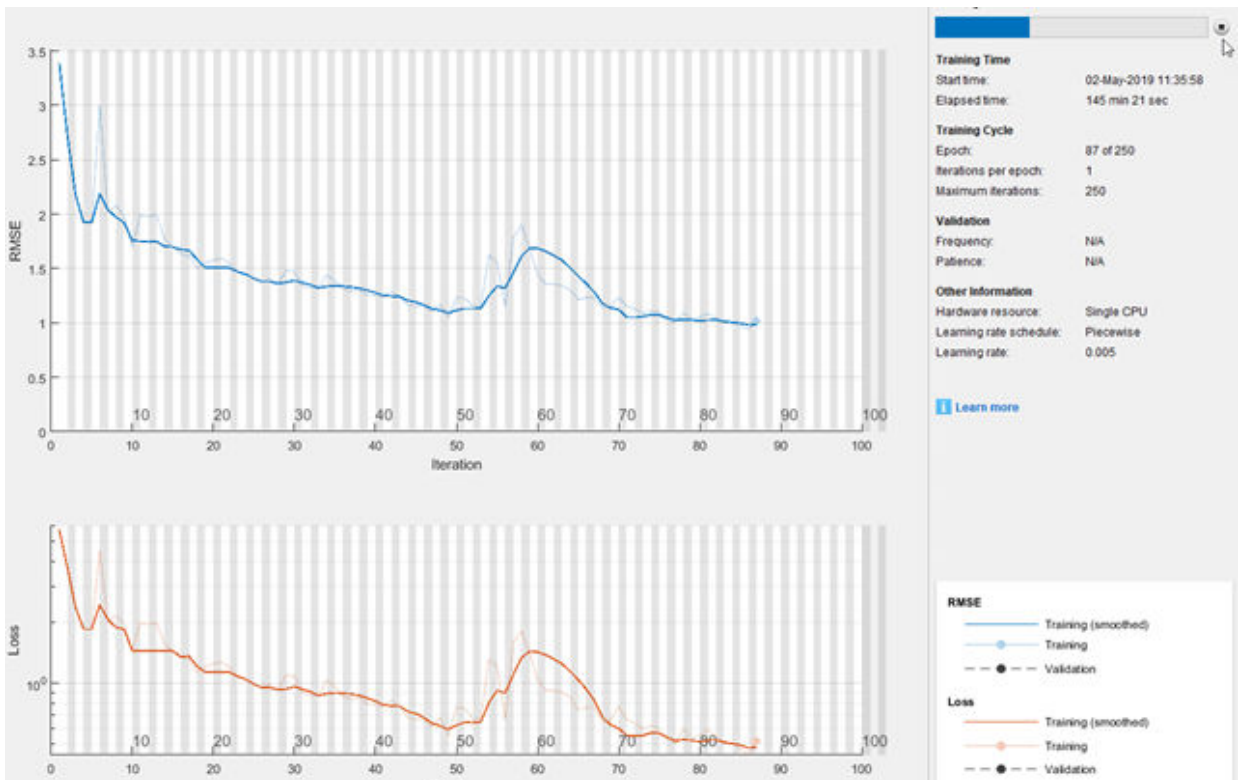 Training Time
Start time: 02-May-2019 11:35:58
Elapsed time: 145 min 21 sec
Training Cycle
Epoch: 87 of 250
Iterations per epoch: 1
Maximum iterations: 250
Validation
Frequency: N/A
Patience: N/A
Other Information
Hardware resource: Single CPU
Learning rate schedule: Piecewise
Learning rate: 0.005
i Learn more
3.5
3
2.5
2
1.5
1
0.5
0
RMSE
10 20 30 40 50 60 70 80 90 100
0 10 20 30 40 50 60 70 80 90 100
Iteration
Loss
10⁰
10 20 30 40 50 60 70 80 90 100
0 10 20 30 40 50 60 70 80 90 100
RMSE
Training (smoothed)
Training
Validation
Loss
Training (smoothed)
Training
Validation